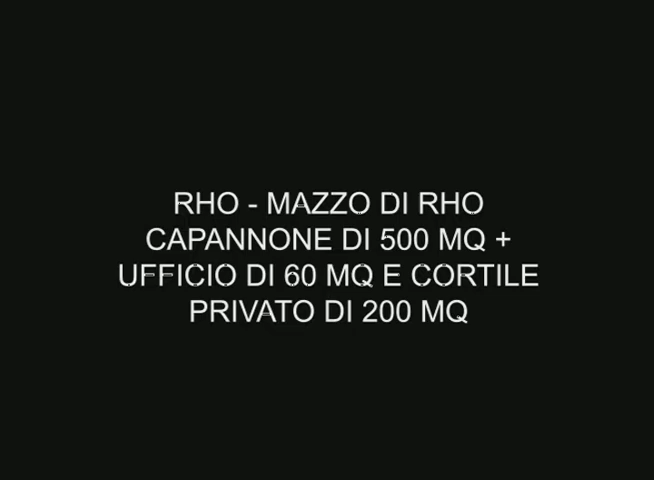 RHO - MAZZO DI RHO
CAPANNONE DI 500 MQ +
UFFICIO DI 60 MQ E CORTILE
PRIVATO DI 200 MQ